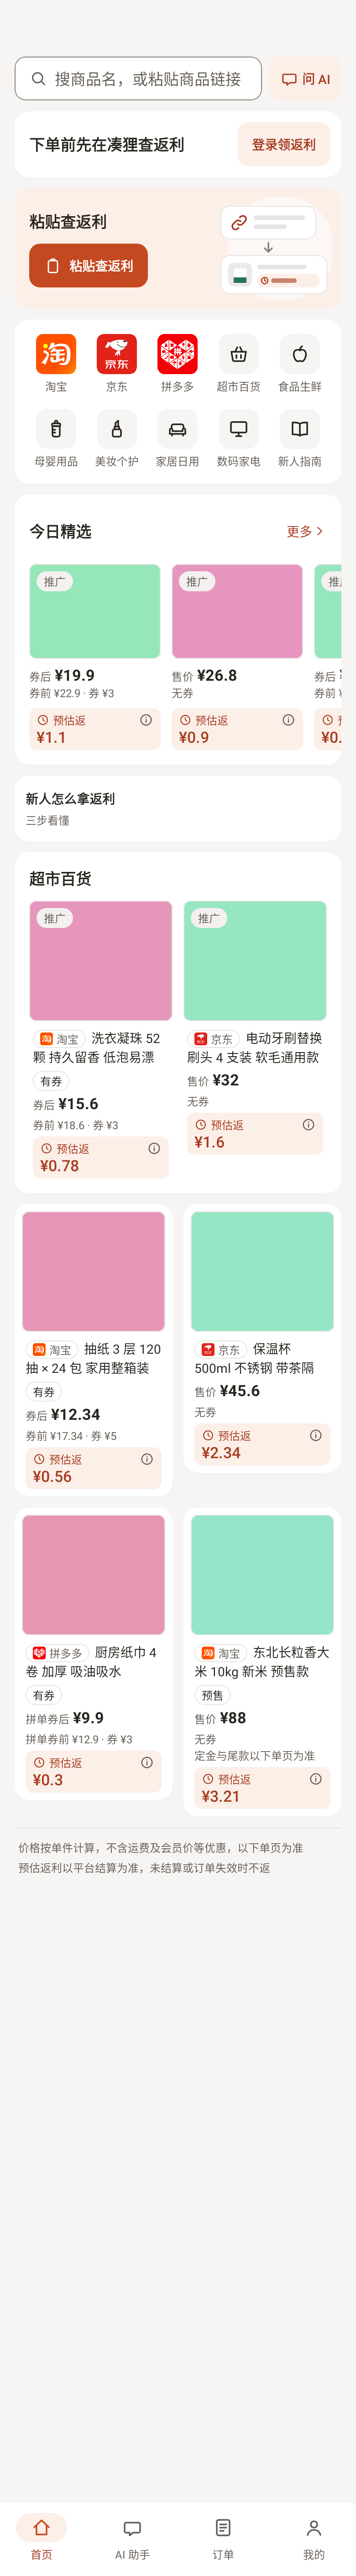 搜商品名，或粘贴商品链接
问 AI
下单前先在凑狸查返利
登录领返利
粘贴查返利
粘贴查返利
淘
京东
拼
淘宝
京东
拼多多
超市百货
食品生鲜
母婴用品
美妆个护
家居日用
数码家电
新人指南
今日精选
更多
推广
推广
券后 ¥19.9
售价 ¥26.8
券后
券前 ¥22.9 · 券 ¥3
无券
券前
预估返
预估返
¥1.1
¥0.9
¥0.
新人怎么拿返利
三步看懂
超市百货
推广
推广
淘 淘宝 洗衣凝珠 52
颗 持久留香 低泡易漂
有券
券后 ¥15.6
券前 ¥18.6 · 券 ¥3
预估返
¥0.78
京东 电动牙刷替换
刷头 4 支装 软毛通用款
售价 ¥32
无券
预估返
¥1.6
淘 淘宝 抽纸 3 层 120
抽 × 24 包 家用整箱装
有券
券后 ¥12.34
券前 ¥17.34 · 券 ¥5
预估返
¥0.56
京东 保温杯
500ml 不锈钢 带茶隔
售价 ¥45.6
无券
预估返
¥2.34
拼多多 厨房纸巾 4
卷 加厚 吸油吸水
有券
拼单券后 ¥9.9
拼单券前 ¥12.9 · 券 ¥3
预估返
¥0.3
淘 淘宝 东北长粒香大
米 10kg 新米 预售款
预售
售价 ¥88
无券
定金与尾款以下单页为准
预估返
¥3.21
价格按单件计算，不含运费及会员价等优惠，以下单页为准
预估返利以平台结算为准，未结算或订单失效时不返
首页
AI 助手
订单
我的